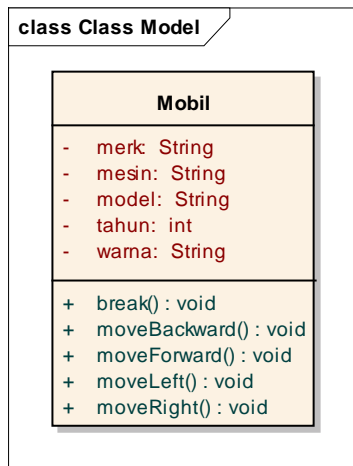 class Class Model
Mobil
- merk: String
- mesin: String
- model: String
- tahun: int
- warna: String
+ break() : void
+ moveBackward() : void
+ moveForward() : void
+ moveLeft() : void
+ moveRight() : void